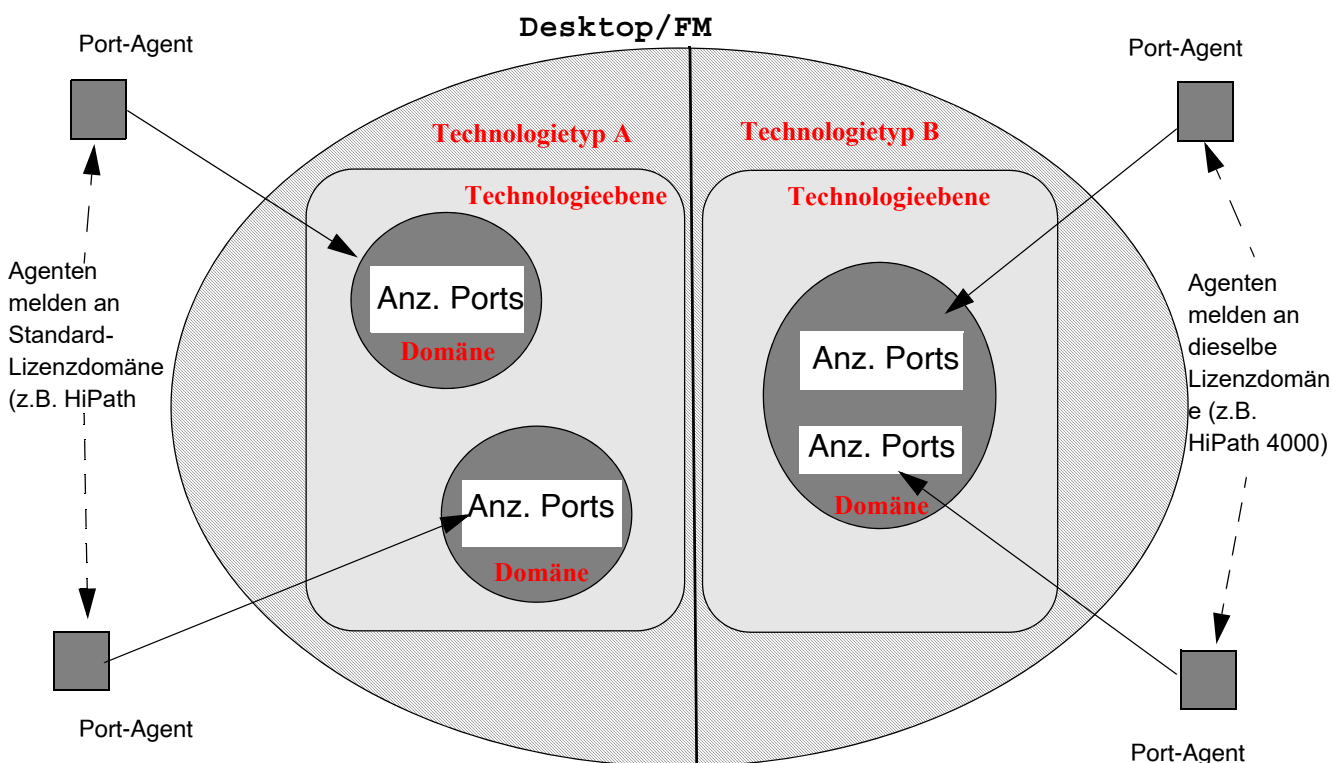 Desktop/FM
Port-Agent
Port-Agent
Technologietyp A
Technologietyp B
Technologieebene
Technologieebene
Agenten
melden an
Standard-
Lizenzdomäne
(z.B. HiPath
Anz. Ports
Domäne
Anz. Ports
Domäne
Anz. Ports
Anz. Ports
Domäne
Agenten
melden an
dieselbe
Lizenzdomän
e (z.B.
HiPath 4000)
Port-Agent
Port-Agent